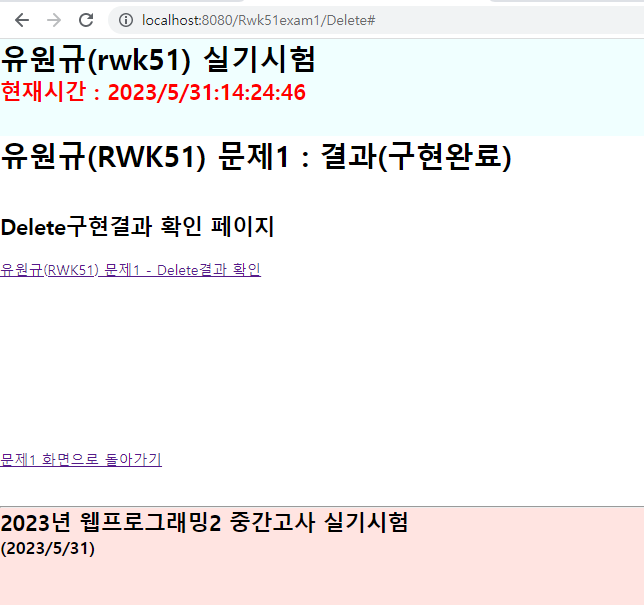 localhost:8080/Rwk51exam1/Delete#
유원규(rwk51) 실기시험
현재시간 : 2023/5/31:14:24:46
유원규(RWK51) 문제1 : 결과(구현완료)
Delete구현결과 확인 페이지
유원규(RWK51) 문제1 - Delete결과 확인
문제1 화면으로 돌아가기
2023년 웹프로그래밍2 중간고사 실기시험
(2023/5/31)